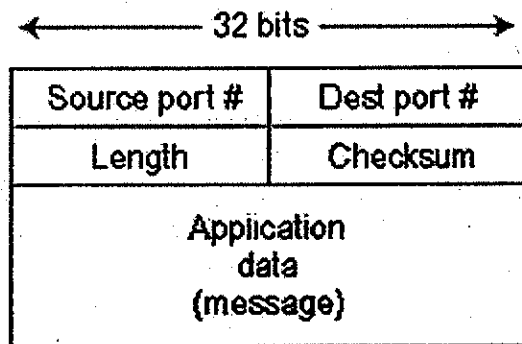 32 bits
Source port # Dest port #
Length Checksum
Application
data
(message)